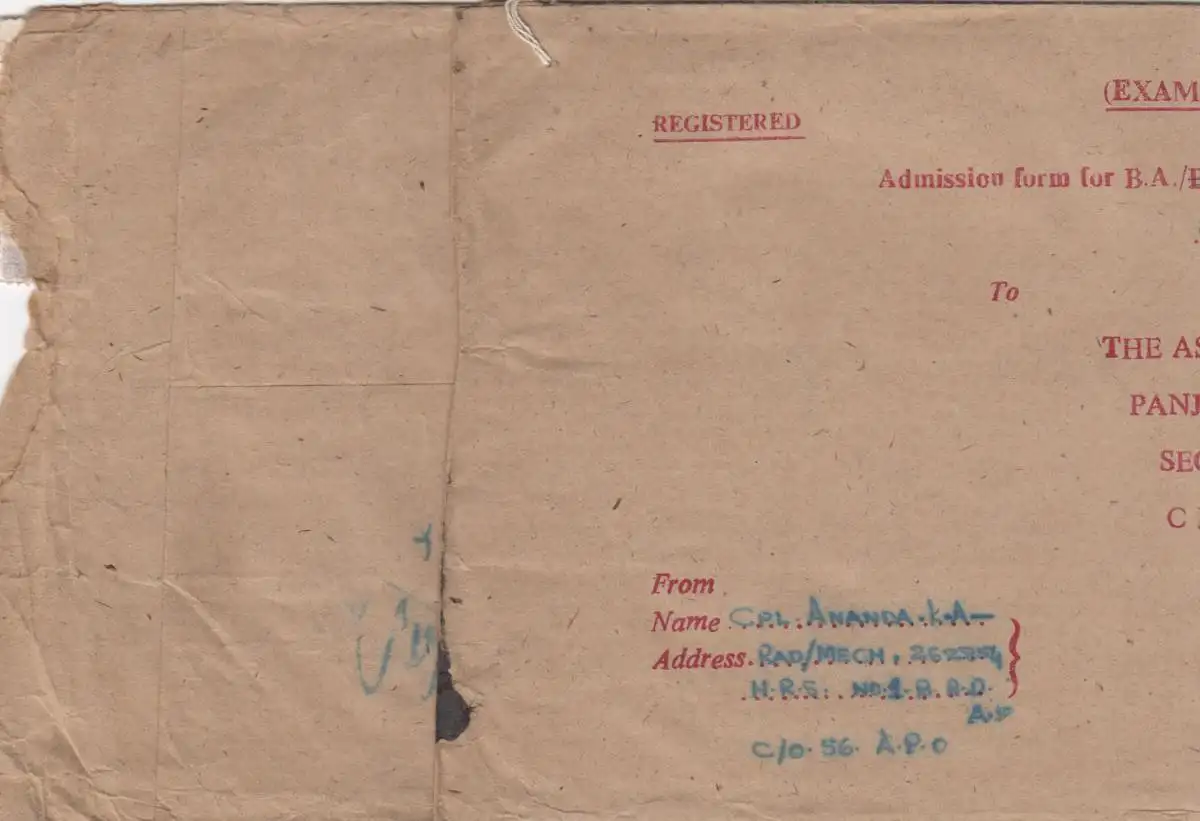 (EXAM
REGISTERED
Admission form for B.A./
To
THE AS
PANJ
SEC
C
From
Name CPL. ANANDA. K.A-
Address. RAD/MECH,
H.R.S. No.1. B.R.D.
C/O. 56. A.P.O